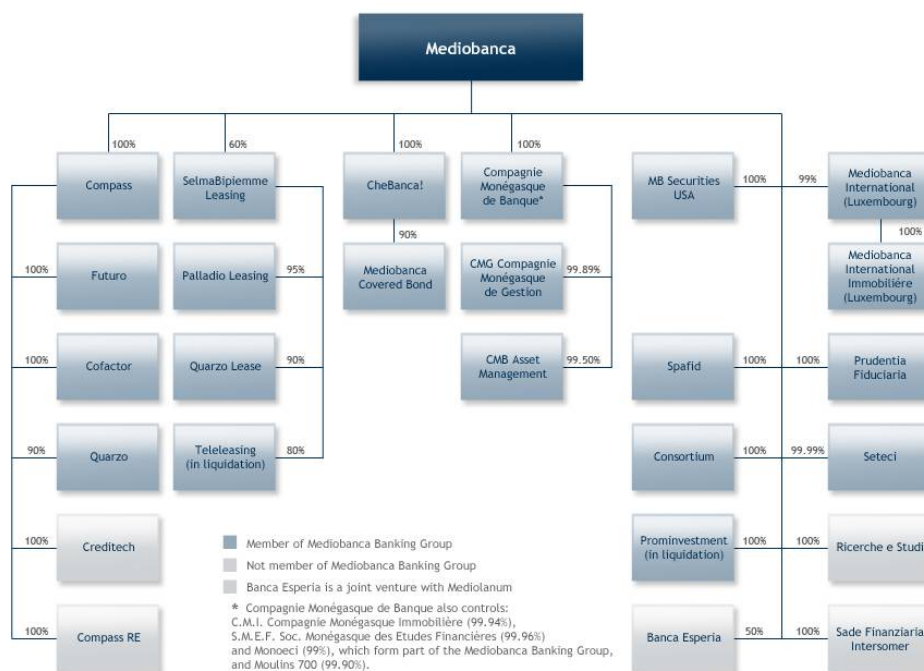 Mediobanca
100%
60%
100%
100%
Compass
SelmaBipiemme
Leasing
CheBanca!
Compagnie
Monégasque
de Banque*
MB Securities
USA
100%
99%
Mediobanca
International
(Luxembourg)
90%
100%
100%
Futuro
Palladio Leasing
95%
Mediobanca
Covered Bond
CMG Compagnie
Monégasque
de Gestion
99.89%
Mediobanca
International
Immobiliére
(Luxembourg)
100%
Cofactor
Quarzo Lease
90%
CMB Asset
Management
99.50%
Spafid
100%
100%
Prudentia
Fiduciaria
90%
Quarzo
Teleleasing
(in liquidation)
80%
Consortium
100%
99.99%
Seteci
100%
Creditech
Prominvestment
(in liquidation)
100%
100%
Ricerche e Studi
100%
Compass RE
Banca Esperia
50%
100%
Sade Finanziaria
Intersomer
Member of Mediobanca Banking Group
Not member of Mediobanca Banking Group
Banca Esperia is a joint venture with Mediolanum
* Compagnie Monégasque de Banque also controls:
C.M.I. Compagnie Monégasque Immobilière (99.94%),
S.M.E.F. Soc. Monégasque des Etudes Financières (99.96%)
and Monoeci (99%), which form part of the Mediobanca Banking Group,
and Moulins 700 (99.90%).